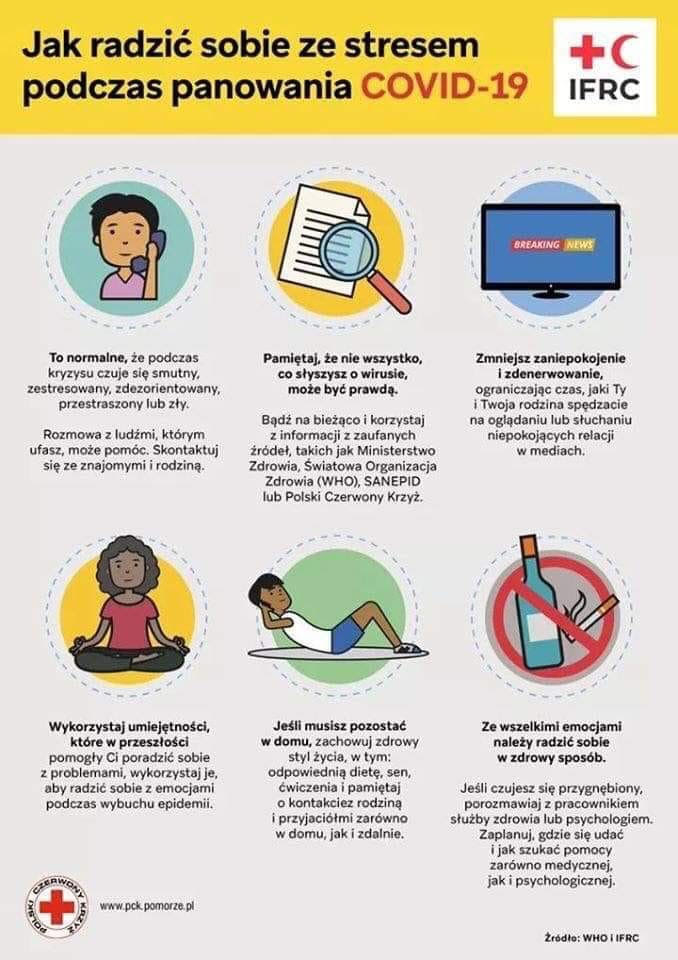 Jak radzić sobie ze stresem
podczas panowania COVID-19
IFRC
BREAKING NEWS
To normalne, że podczas
kryzysu czuje się smutny,
zestresowany, zdezorientowany,
przestraszony lub zły.
Rozmowa z ludźmi, którym
ufasz, może pomóc. Skontaktuj
się ze znajomymi i rodziną.
Pamiętaj, że nie wszystko,
co słyszysz o wirusie,
może być prawdą.
Bądź na bieżąco i korzystaj
z informacji z zaufanych
źródeł, takich jak Ministerstwo
Zdrowia, Światowa Organizacja
Zdrowia (WHO), SANEPID
lub Polski Czerwony Krzyż.
Zmniejsz zaniepokojenie
i zdenerwowanie,
ograniczając czas, jaki Ty
i Twoja rodzina spędzacie
na oglądaniu lub słuchaniu
niepokojących relacji
w mediach.
Wykorzystaj umiejętności,
które w przeszłości
pomogły Ci poradzić sobie
z problemami, wykorzystaj je,
aby radzić sobie z emocjami
podczas wybuchu epidemii.
Jeśli musisz pozostać
w domu, zachowuj zdrowy
styl życia, w tym:
odpowiednią dietę, sen,
ćwiczenia i pamiętaj
o kontakciez rodziną
i przyjaciółmi zarówno
w domu, jak i zdalnie.
Ze wszelkimi emocjami
należy radzić sobie
w zdrowy sposób.
Jeśli czujesz się przygnębiony,
porozmawiaj z pracownikiem
służby zdrowia lub psychologiem.
Zaplanuj, gdzie się udać
i jak szukać pomocy
zarówno medycznej,
jak i psychologicznej.
POLSKI CZERWONY KRZYŻ
www.pck.pomorze.pl
Źródło: WHO i IFRC